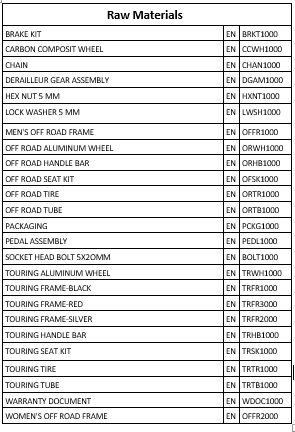 Raw Materials
BRAKE KIT EN BRKT1000
CARBON COMPOSIT WHEEL EN CCWH1000
CHAIN EN CHAN1000
DERAILLEUR GEAR ASSEMBLY EN DGAM1000
HEX NUT 5 MM EN HXNT1000
LOCK WASHER 5 MM EN LWSH1000
MEN'S OFF ROAD FRAME EN OFFR1000
OFF ROAD ALUMINUM WHEEL EN ORWH1000
OFF ROAD HANDLE BAR EN ORHB1000
OFF ROAD SEAT KIT EN OFSK1000
OFF ROAD TIRE EN ORTR1000
OFF ROAD TUBE EN ORTB1000
PACKAGING EN PCKG1000
PEDAL ASSEMBLY EN PEDL1000
SOCKET HEAD BOLT 5X20MM EN BOLT1000
TOURING ALUMINUM WHEEL EN TRWH1000
TOURING FRAME-BLACK EN TRFR1000
TOURING FRAME-RED EN TRFR3000
TOURING FRAME-SILVER EN TRFR2000
TOURING HANDLE BAR EN TRHB1000
TOURING SEAT KIT EN TRSK1000
TOURING TIRE EN TRTR1000
TOURING TUBE EN TRTB1000
WARRANTY DOCUMENT EN WDOC1000
WOMEN'S OFF ROAD FRAME EN OFFR2000